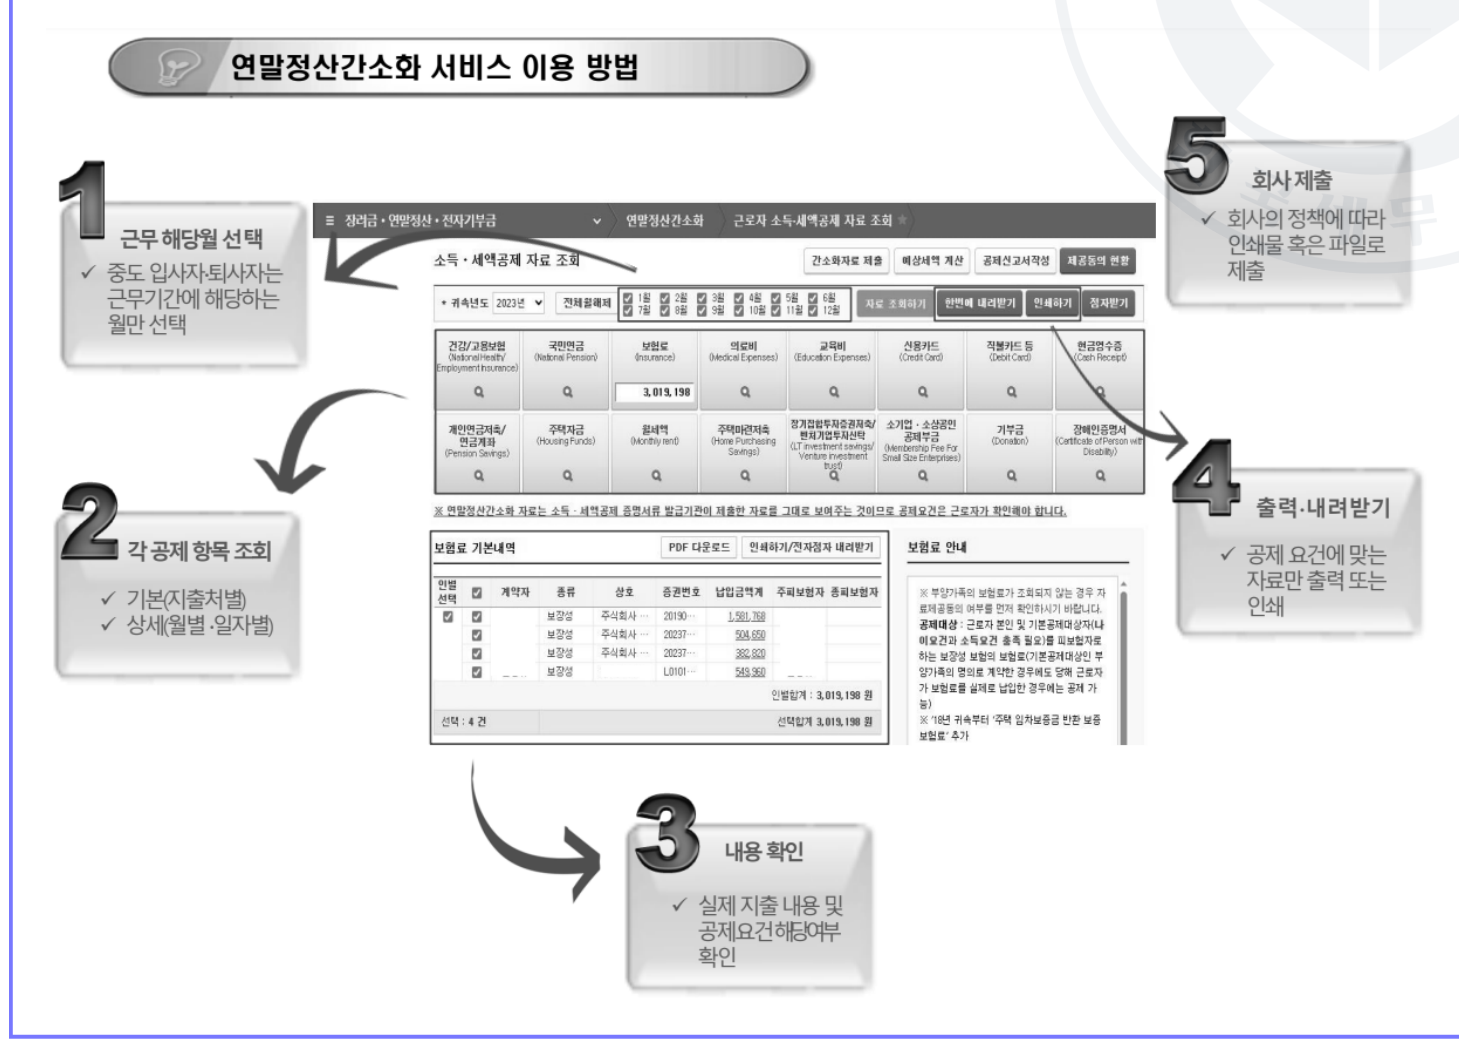 연말정산간소화 서비스 이용 방법
1
근무 해당월 선택
✓ 중도 입사자·퇴사자는
근무기간에 해당하는
월만 선택
2
각 공제 항목 조회
✓ 기본(지출처별)
✓ 상세(월별·일자별)
☰ 장려금·연말정산·전자기부금
연말정산간소화
근로자 소득·세액공제 자료 조회
소득·세액공제 자료 조회
간소화자료 제출
예상세액 계산
공제신고서작성
제공동의 현황
* 귀속년도 2023년
전체월해제
1월 2월 3월 4월 5월 6월
7월 8월 9월 10월 11월 12월
자료 조회하기
한번에 내려받기
인쇄하기
점자받기
건강/고용보험
(National Health/
Employment Insurance)
국민연금
(National Pension)
보험료
(Insurance)
3,019,198
의료비
(Medical Expenses)
교육비
(Education Expenses)
신용카드
(Credit Card)
직불카드 등
(Debit Card)
현금영수증
(Cash Receipt)
개인연금저축/
연금계좌
(Pension Savings)
주택자금
(Housing Funds)
월세액
(Monthly rent)
주택마련저축
(Home Purchasing
Savings)
장기집합투자증권저축/
벤처기업투자신탁
(LT investment savings/
Venture investment
trust)
소기업·소상공인
공제부금
(Membership Fee For
Small Size Enterprises)
기부금
(Donation)
장애인증명서
(Certificate of Person with
Disability)
※ 연말정산간소화 자료는 소득·세액공제 증명서류 발급기관이 제출한 자료를 그대로 보여주는 것이므로 공제요건은 근로자가 확인해야 합니다.
보험료 기본내역
PDF 다운로드
인쇄하기/전자점자 내려받기
인별
선택
계약자 종류 상호 증권번호 납입금액계 주피보험자 종피보험자
보장성 주식회사 ··· 20190··· 1,581,768
보장성 주식회사 ··· 20237··· 504,650
보장성 주식회사 ··· 20237··· 382,820
보장성 L0101··· 549,960
인별합계 : 3,019,198 원
선택 : 4 건
선택합계 3,019,198 원
보험료 안내
※ 부양가족의 보험료가 조회되지 않는 경우 자
료제공동의 여부를 먼저 확인하시기 바랍니다.
공제대상 : 근로자 본인 및 기본공제대상자(나
이요건과 소득요건 충족 필요)를 피보험자로
하는 보장성 보험의 보험료(기본공제대상인 부
양가족의 명의로 계약한 경우에도 당해 근로자
가 보험료를 실제로 납입한 경우에는 공제 가
능)
※ '18년 귀속부터 '주택 임차보증금 반환 보증
보험료' 추가
3
내용 확인
✓ 실제 지출 내용 및
공제요건 해당여부
확인
4
출력·내려받기
✓ 공제 요건에 맞는
자료만 출력 또는
인쇄
5
회사 제출
✓ 회사의 정책에 따라
인쇄물 혹은 파일로
제출